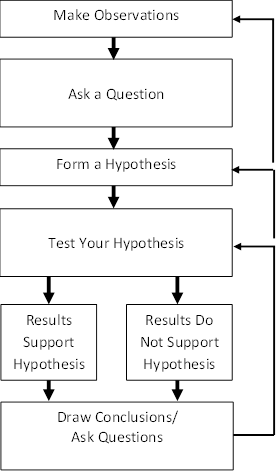 Make Observations
Ask a Question
Form a Hypothesis
Test Your Hypothesis
Results
Support
Hypothesis
Results Do
Not Support
Hypothesis
Draw Conclusions/
Ask Questions